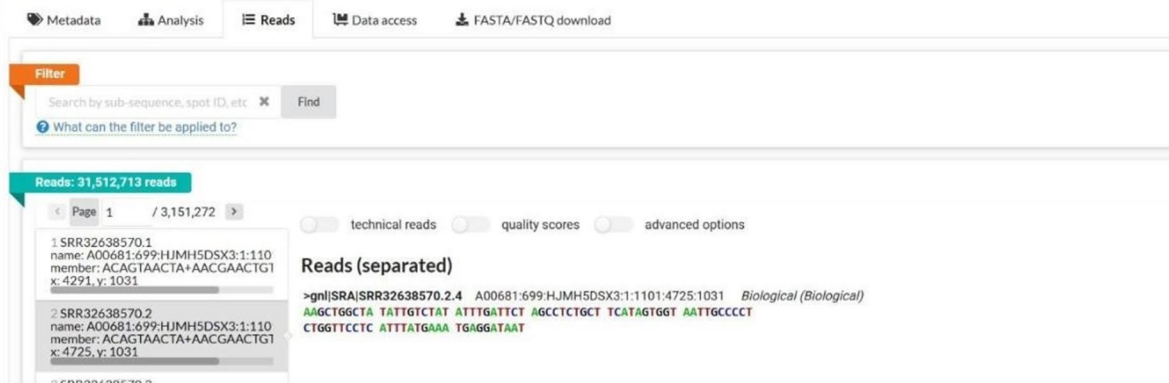 Metadata Analysis Reads Data access FASTA/FASTQ download
Filter
Search by sub-sequence, spot ID, etc Find
What can the filter be applied to?
Reads: 31,512,713 reads
Page 1 / 3,151,272
technical reads quality scores advanced options
1 SRR32638570.1
name: A00681:699:HJMH5DSX3:1:110
member: ACAGTAACTA+AACGAACTGT
x: 4291, y: 1031
2 SRR32638570.2
name: A00681:699:HJMH5DSX3:1:110
member: ACAGTAACTA+AACGAACTGT
x: 4725, y: 1031
Reads (separated)
>gnl|SRA|SRR32638570.2.4 A00681:699:HJMH5DSX3:1:1101:4725:1031 Biological (Biological)
AAGCTGGCTA TATTGTCTAT ATTTGATTCT AGCCTCTGCT TCATAGTGGT AATTGCCCCT
CTGGTTCCTC ATTTATGAAA TGAGGATAAT